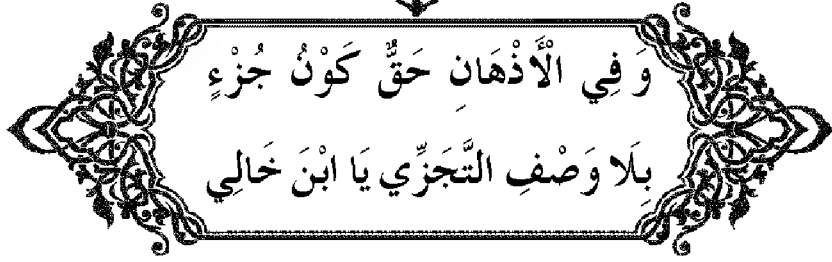 وَ فِي الْأَذْهَانِ حَقٌّ كَوْنُ جُزْءٍ
بِلَا وَصْفِ التَّجَزِّي يَا ابْنَ خَالِي